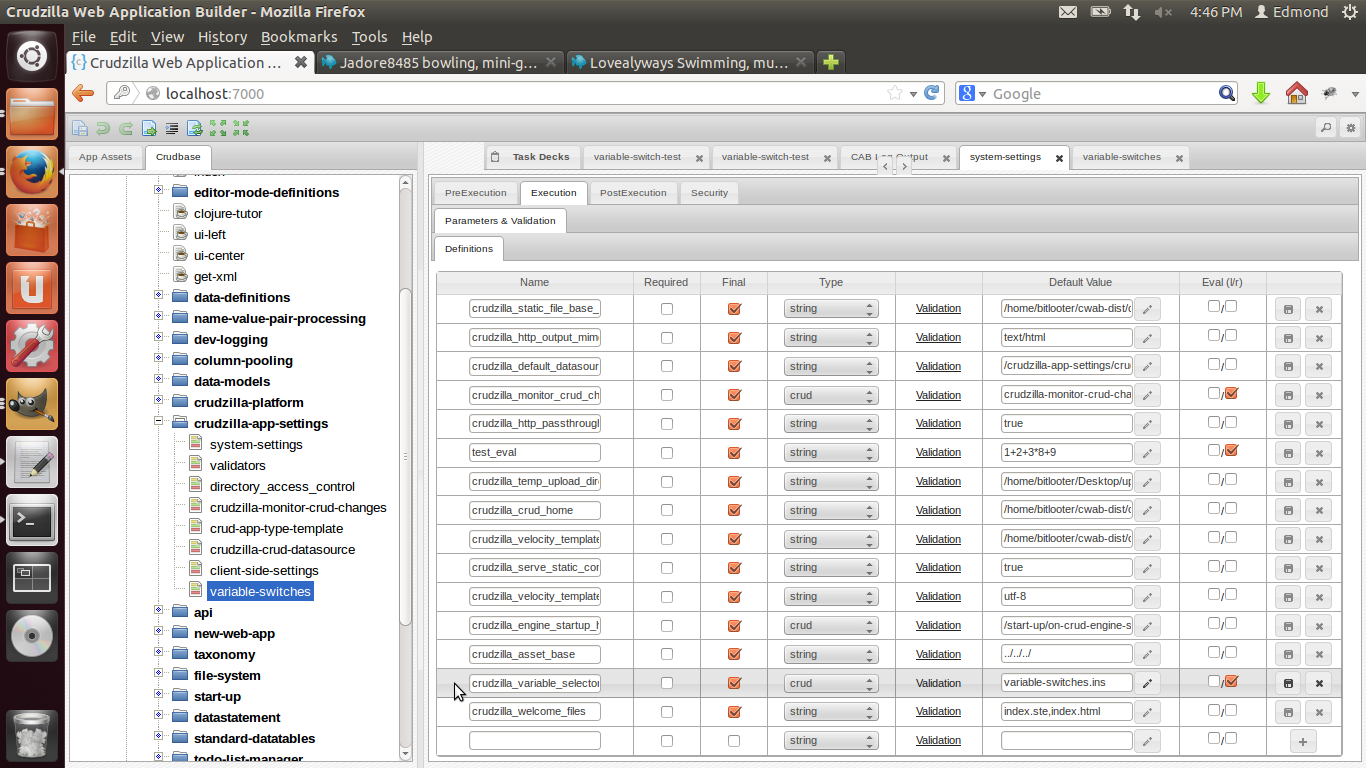 Crudzilla Web Application Builder - Mozilla Firefox
4:46 PM Edmond
File Edit View History Bookmarks Tools Help
{c} Crudzilla Web Application ... Jadore8485 bowling, mini-g... Lovealyways Swimming, mu...
localhost:7000 Google
App Assets Crudbase
Task Decks variable-switch-test variable-switch-test CAB Log Output system-settings variable-switches
PreExecution Execution PostExecution Security
Parameters & Validation
Definitions
editor-mode-definitions
clojure-tutor
ui-left
ui-center
get-xml
data-definitions
name-value-pair-processing
dev-logging
column-pooling
data-models
crudzilla-platform
crudzilla-app-settings
system-settings
validators
directory_access_control
crudzilla-monitor-crud-changes
crud-app-type-template
crudzilla-crud-datasource
client-side-settings
variable-switches
api
new-web-app
taxonomy
file-system
start-up
datastatement
standard-datatables
todo-list-manager
Name Required Final Type Default Value Eval (l/r)
crudzilla_static_file_base_ string Validation /home/bitlooter/cwab-dist/c /
crudzilla_http_output_mim string Validation text/html /
crudzilla_default_datasour string Validation /crudzilla-app-settings/cru /
crudzilla_monitor_crud_ch crud Validation crudzilla-monitor-crud-cha /
crudzilla_http_passthroug string Validation true /
test_eval string Validation 1+2+3*8+9 /
crudzilla_temp_upload_dir string Validation /home/bitlooter/Desktop/up /
crudzilla_crud_home string Validation /home/bitlooter/cwab-dist/c /
crudzilla_velocity_template string Validation /home/bitlooter/cwab-dist/c /
crudzilla_serve_static_cor string Validation true /
crudzilla_velocity_template string Validation utf-8 /
crudzilla_engine_startup_h crud Validation /start-up/on-crud-engine-s /
crudzilla_asset_base string Validation ../../../ /
crudzilla_variable_selector crud Validation variable-switches.ins /
crudzilla_welcome_files string Validation index.ste,index.html /
string Validation /